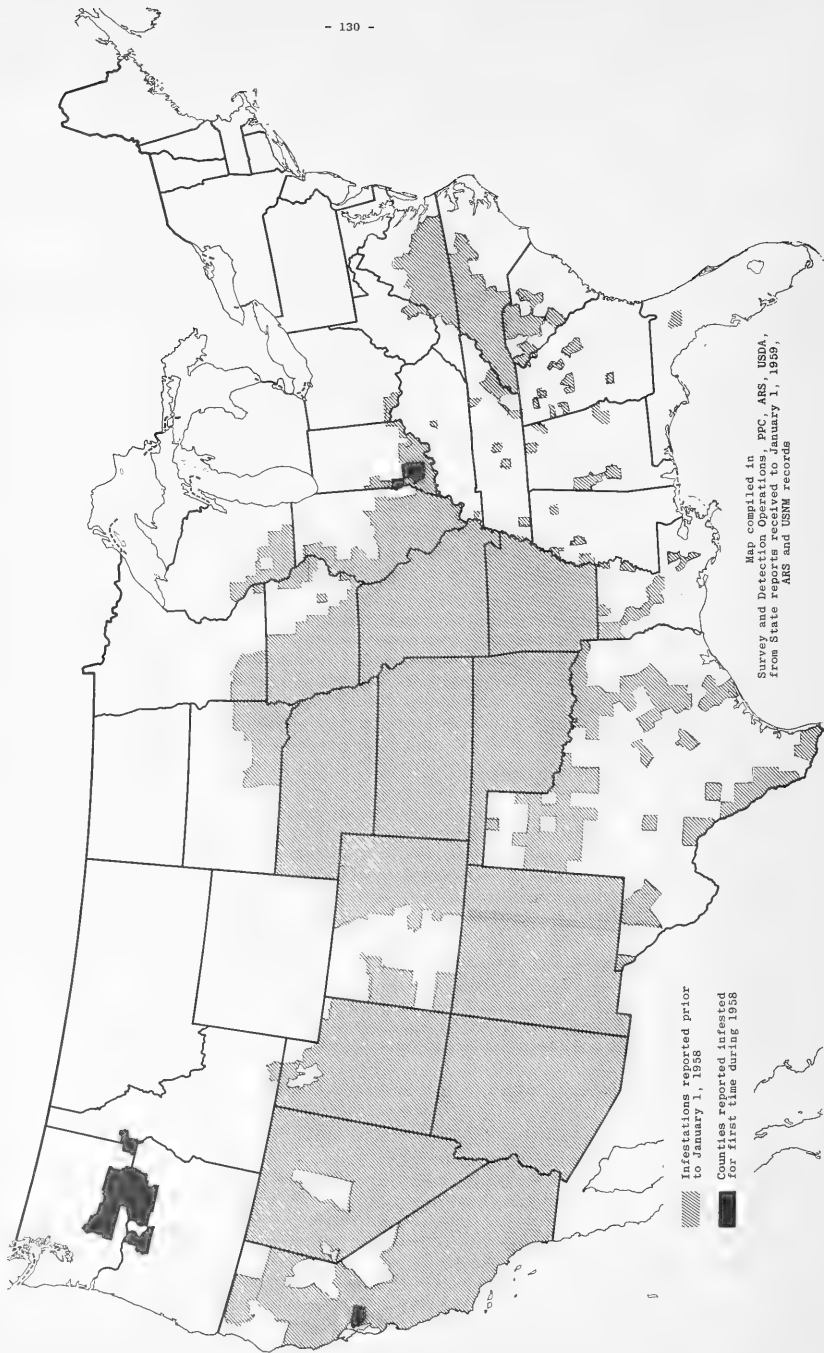 - 130 -
Infestations reported prior
to January 1, 1958
Counties reported infested
for first time during 1958
Map compiled in
Survey and Detection Operations, PPC, ARS, USDA,
from State reports received to January 1, 1959,
ARS and USNM records